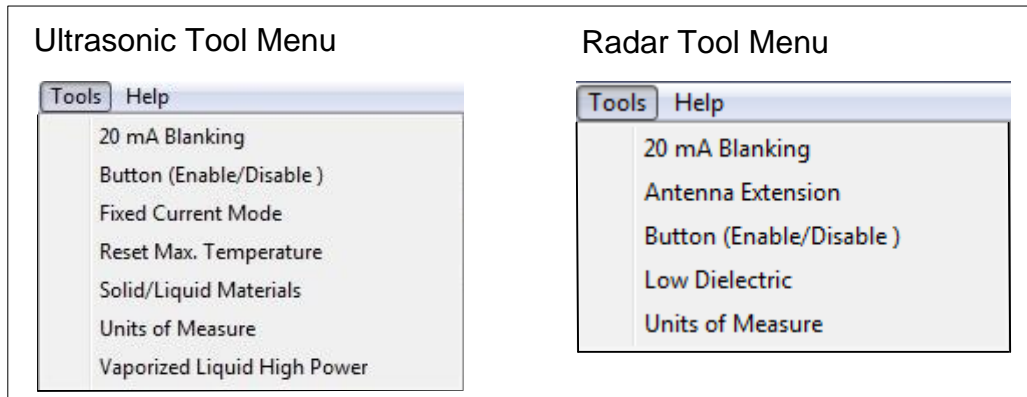 Ultrasonic Tool Menu
Tools Help
20 mA Blanking
Button (Enable/Disable )
Fixed Current Mode
Reset Max. Temperature
Solid/Liquid Materials
Units of Measure
Vaporized Liquid High Power
Radar Tool Menu
Tools Help
20 mA Blanking
Antenna Extension
Button (Enable/Disable )
Low Dielectric
Units of Measure